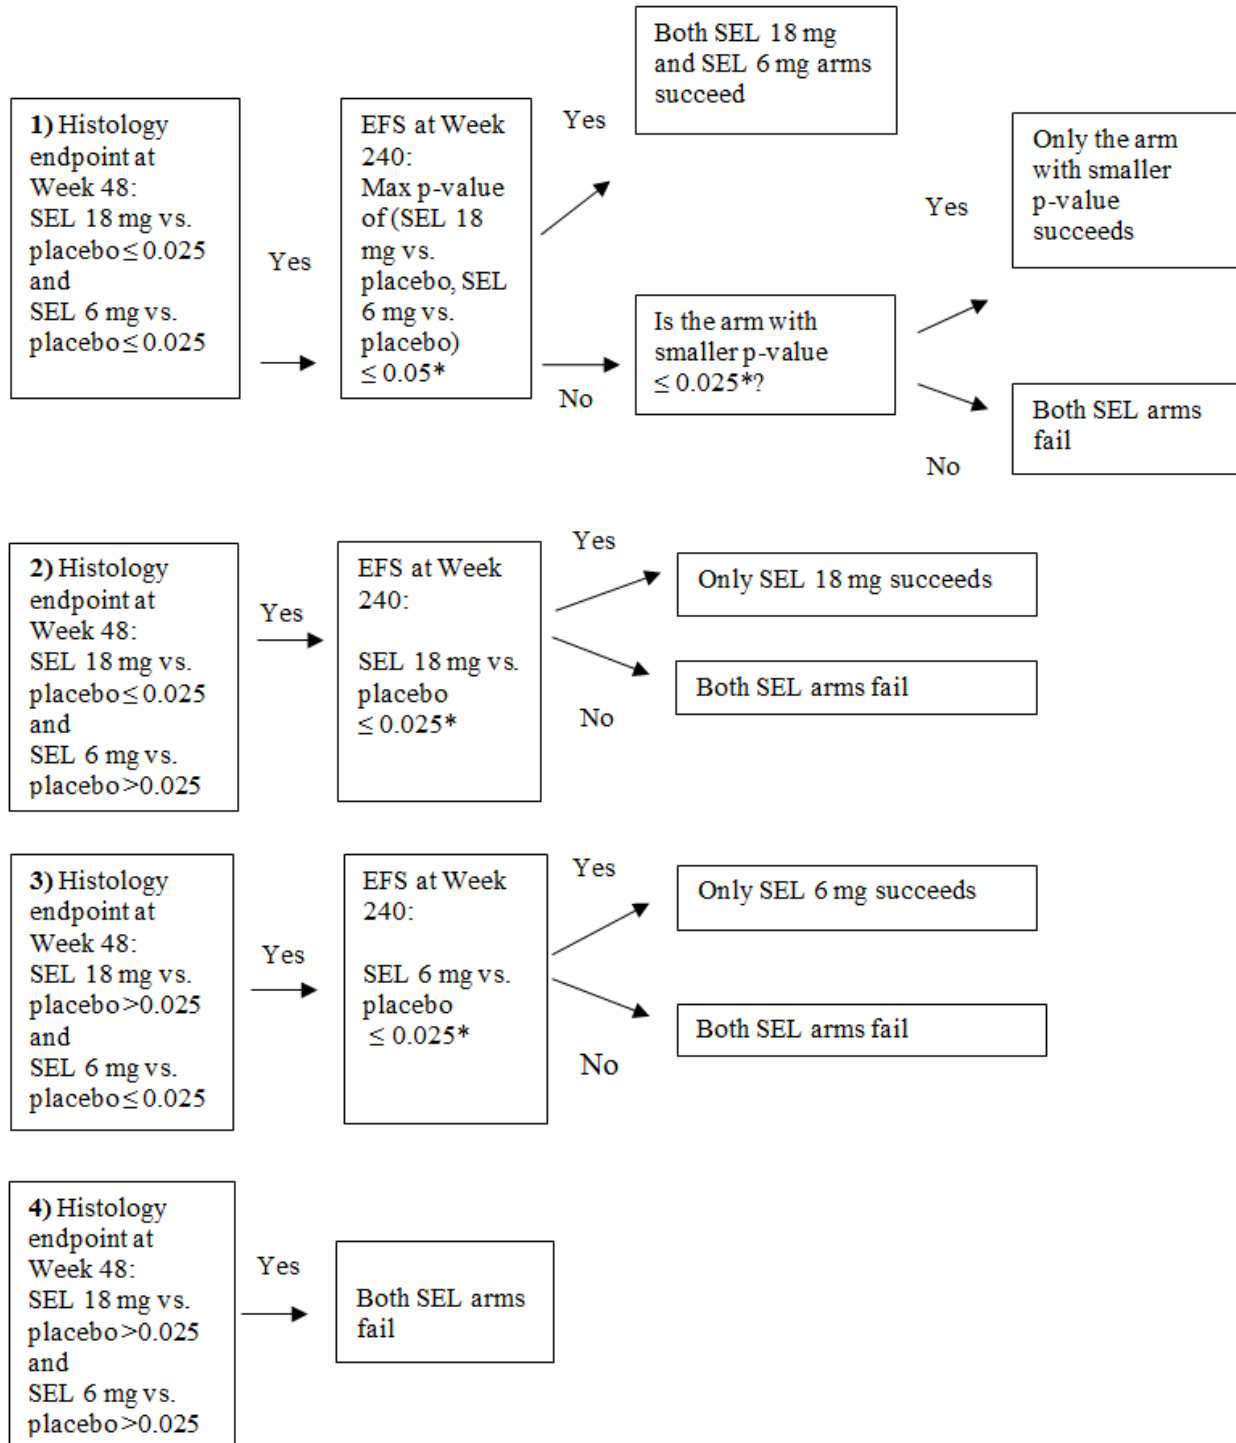 1) Histology
endpoint at
Week 48:
SEL 18 mg vs.
placebo ≤ 0.025
and
SEL 6 mg vs.
placebo ≤ 0.025
Yes
EFS at Week
240:
Max p-value
of (SEL 18
mg vs.
placebo, SEL
6 mg vs.
placebo)
≤ 0.05*
Yes
Both SEL 18 mg
and SEL 6 mg arms
succeed
No
Is the arm with
smaller p-value
≤ 0.025*?
Yes
Only the arm
with smaller
p-value
succeeds
No
Both SEL arms
fail
2) Histology
endpoint at
Week 48:
SEL 18 mg vs.
placebo ≤ 0.025
and
SEL 6 mg vs.
placebo >0.025
Yes
EFS at Week
240:
SEL 18 mg vs.
placebo
≤ 0.025*
Yes
Only SEL 18 mg succeeds
No
Both SEL arms fail
3) Histology
endpoint at
Week 48:
SEL 18 mg vs.
placebo >0.025
and
SEL 6 mg vs.
placebo ≤ 0.025
Yes
EFS at Week
240:
SEL 6 mg vs.
placebo
≤ 0.025*
Yes
Only SEL 6 mg succeeds
No
Both SEL arms fail
4) Histology
endpoint at
Week 48:
SEL 18 mg vs.
placebo >0.025
and
SEL 6 mg vs.
placebo >0.025
Yes
Both SEL arms
fail